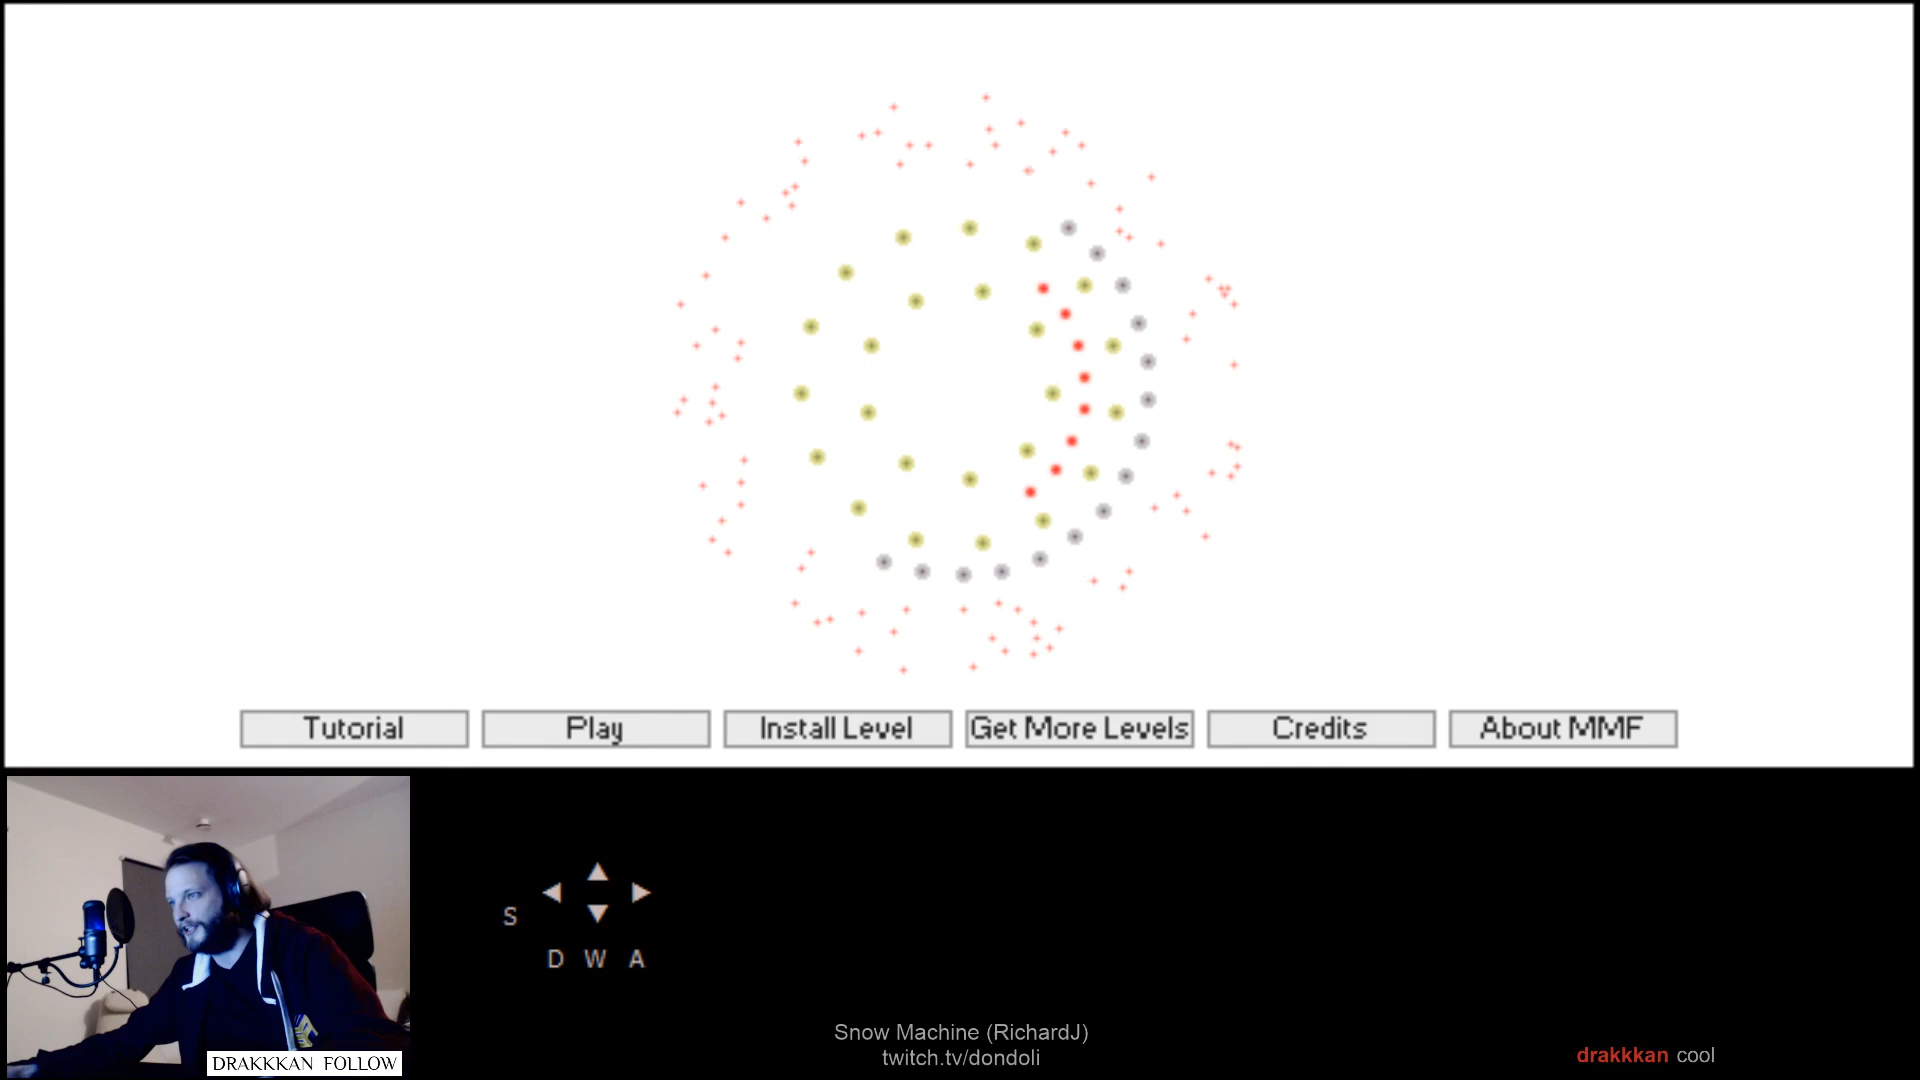 Tutorial
Play
Install Level
Get More Levels
Credits
About MMF
S
D W A
DRAKKKAN FOLLOW
Snow Machine (RichardJ)
twitch.tv/dondoli
drakkkan cool